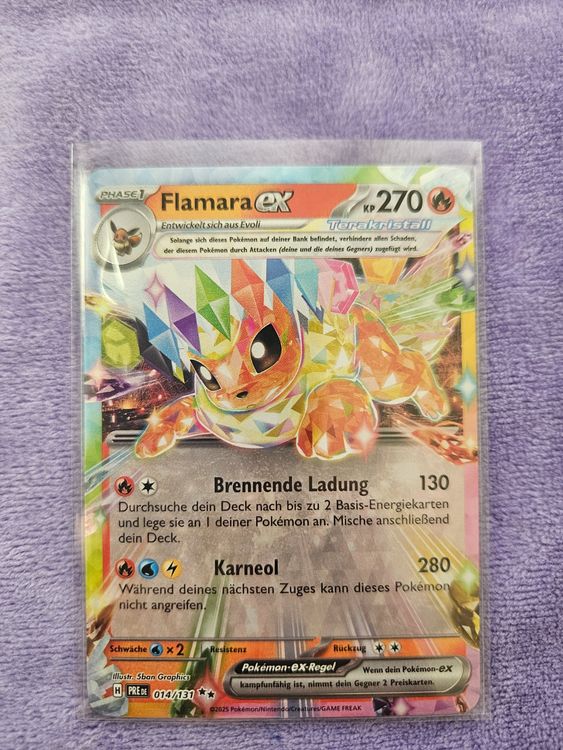 PHASE 1 Flamara ex KP 270
Entwickelt sich aus Evoli Terakristall
Solange sich dieses Pokémon auf deiner Bank befindet, verhindere allen Schaden,
der diesem Pokémon durch Attacken (deine und die deines Gegners) zugefügt wird.
Brennende Ladung 130
Durchsuche dein Deck nach bis zu 2 Basis-Energiekarten
und lege sie an 1 deiner Pokémon an. Mische anschließend
dein Deck.
Karneol 280
Während deines nächsten Zuges kann dieses Pokémon
nicht angreifen.
Schwäche x2 Resistenz Rückzug
Illustr. 5ban Graphics
Pokémon-ex-Regel Wenn dein Pokémon-ex
kampfunfähig ist, nimmt dein Gegner 2 Preiskarten.
H PRE DE 014/131
©2025 Pokémon/Nintendo/Creatures/GAME FREAK